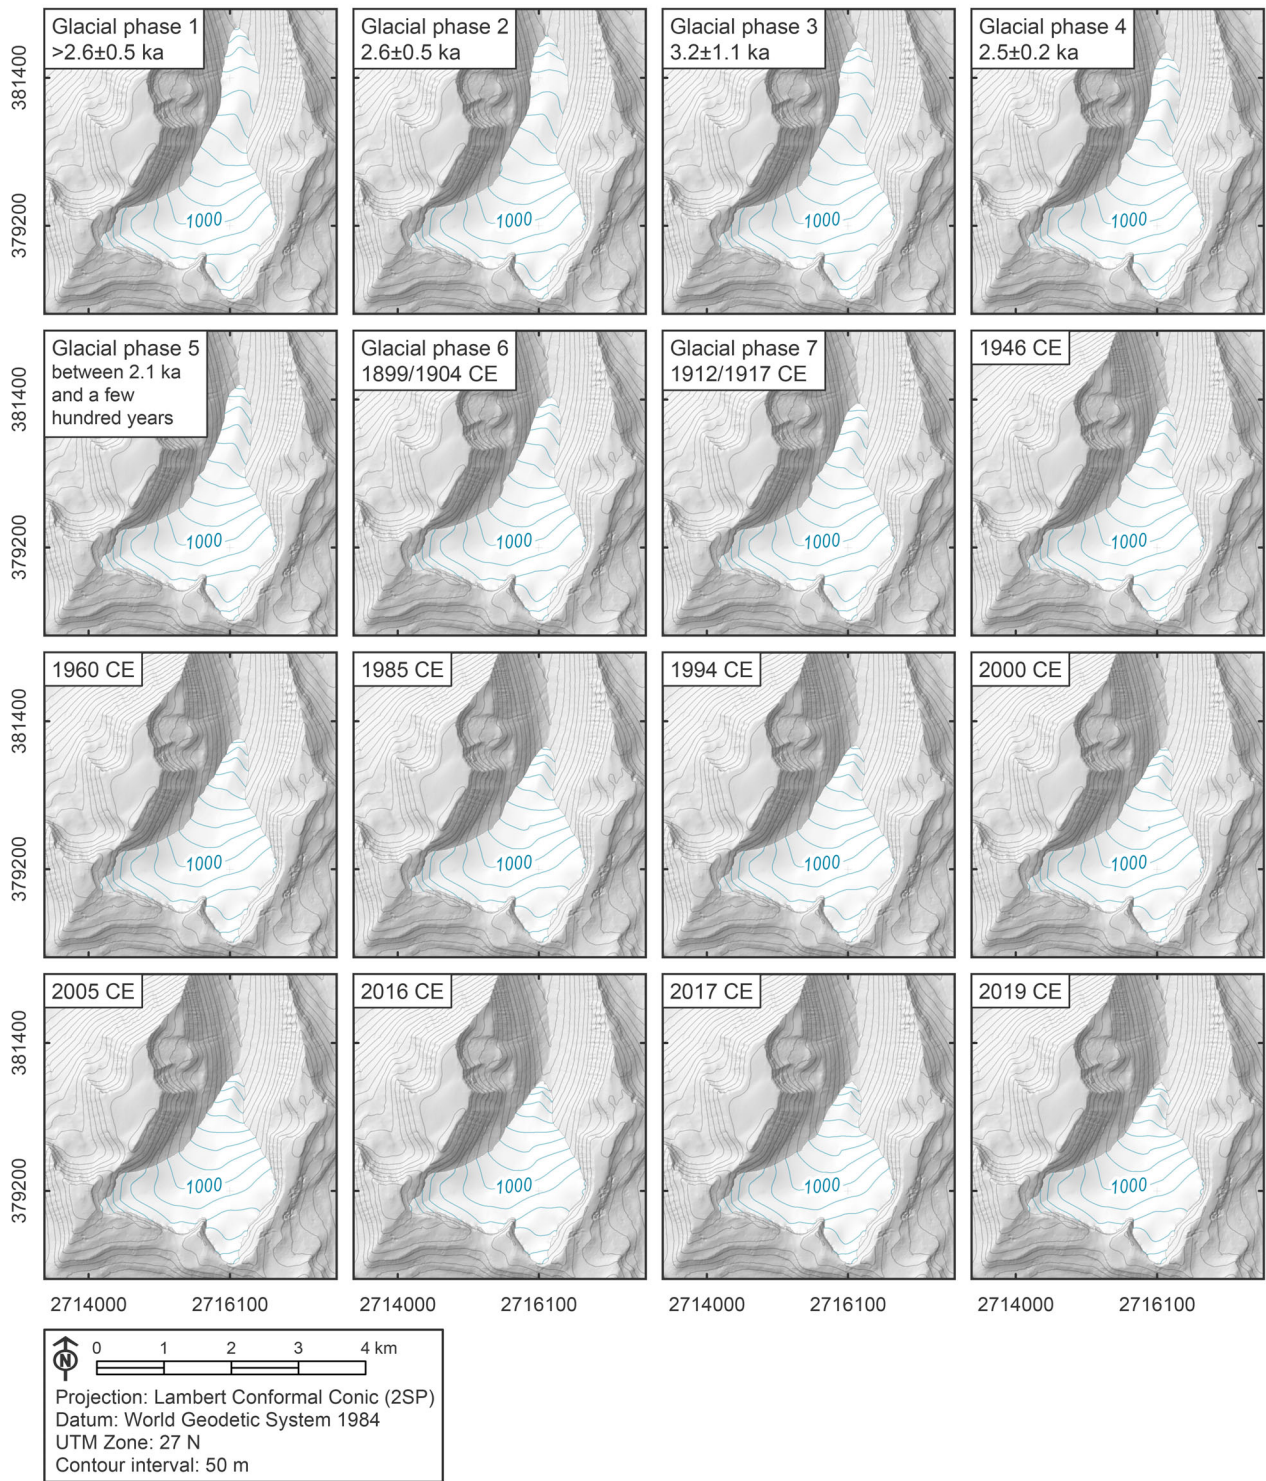 Glacial phase 1
>2.6±0.5 ka
Glacial phase 2
2.6±0.5 ka
Glacial phase 3
3.2±1.1 ka
Glacial phase 4
2.5±0.2 ka
381400
379200
1000
1000
1000
1000
Glacial phase 5
between 2.1 ka
and a few
hundred years
Glacial phase 6
1899/1904 CE
Glacial phase 7
1912/1917 CE
1946 CE
381400
379200
1000
1000
1000
1000
1960 CE
1985 CE
1994 CE
2000 CE
381400
379200
1000
1000
1000
1000
2005 CE
2016 CE
2017 CE
2019 CE
381400
379200
1000
1000
1000
1000
2714000
2716100
2714000
2716100
2714000
2716100
2714000
2716100
N
0 1 2 3 4 km
Projection: Lambert Conformal Conic (2SP)
Datum: World Geodetic System 1984
UTM Zone: 27 N
Contour interval: 50 m